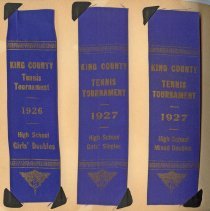 KING COUNTY
Tennis
Tournament
1926
High School
Girls' Doubles
KING COUNTY
TENNIS
TOURNAMENT
1927
High School
Girls' Singles
KING COUNTY
TENNIS
TOURNAMENT
1927
High School
Mixed Doubles